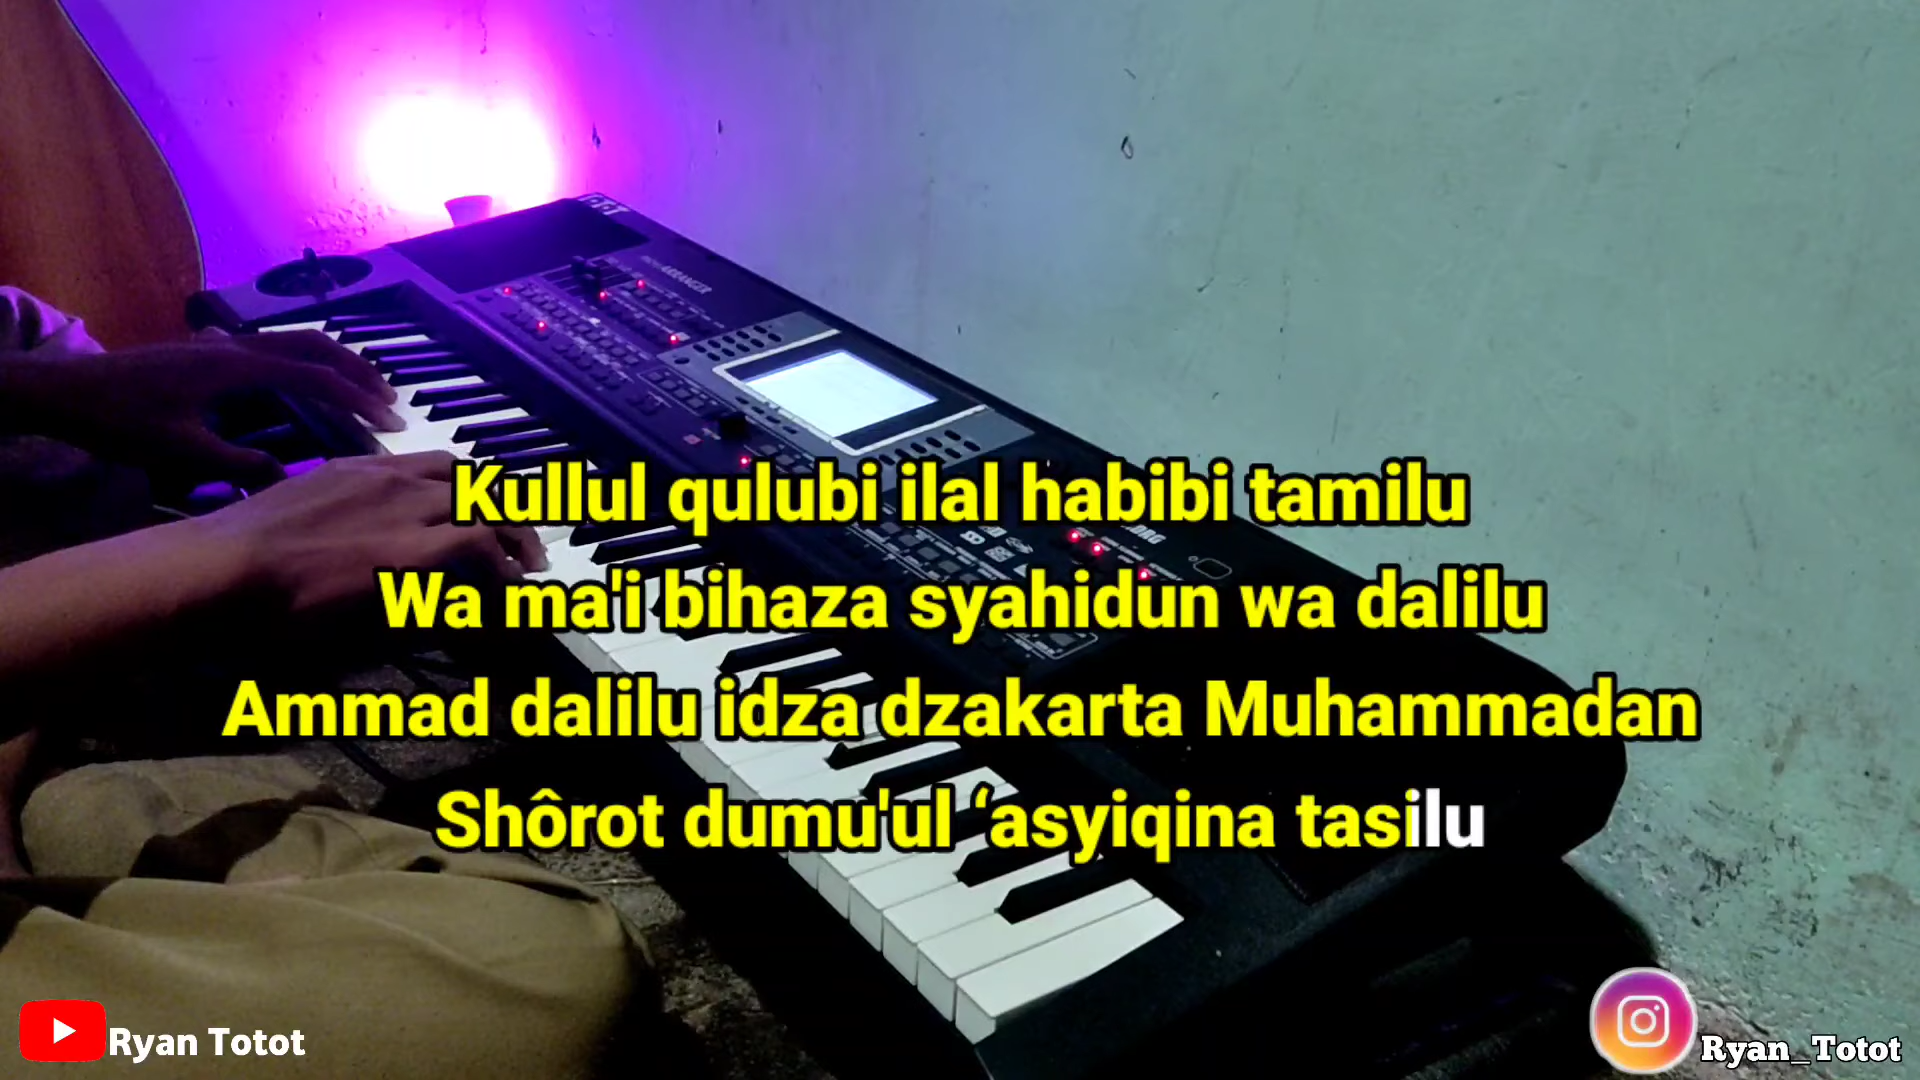 ARRANGER
Kullul qulubi ilal habibi tamilu
Wa ma'i bihaza syahidun wa dalilu
Ammad dalilu idza dzakarta Muhammadan
Shôrot dumu'ul ‘asyiqina tasilu
Ryan Totot
Ryan_Totot